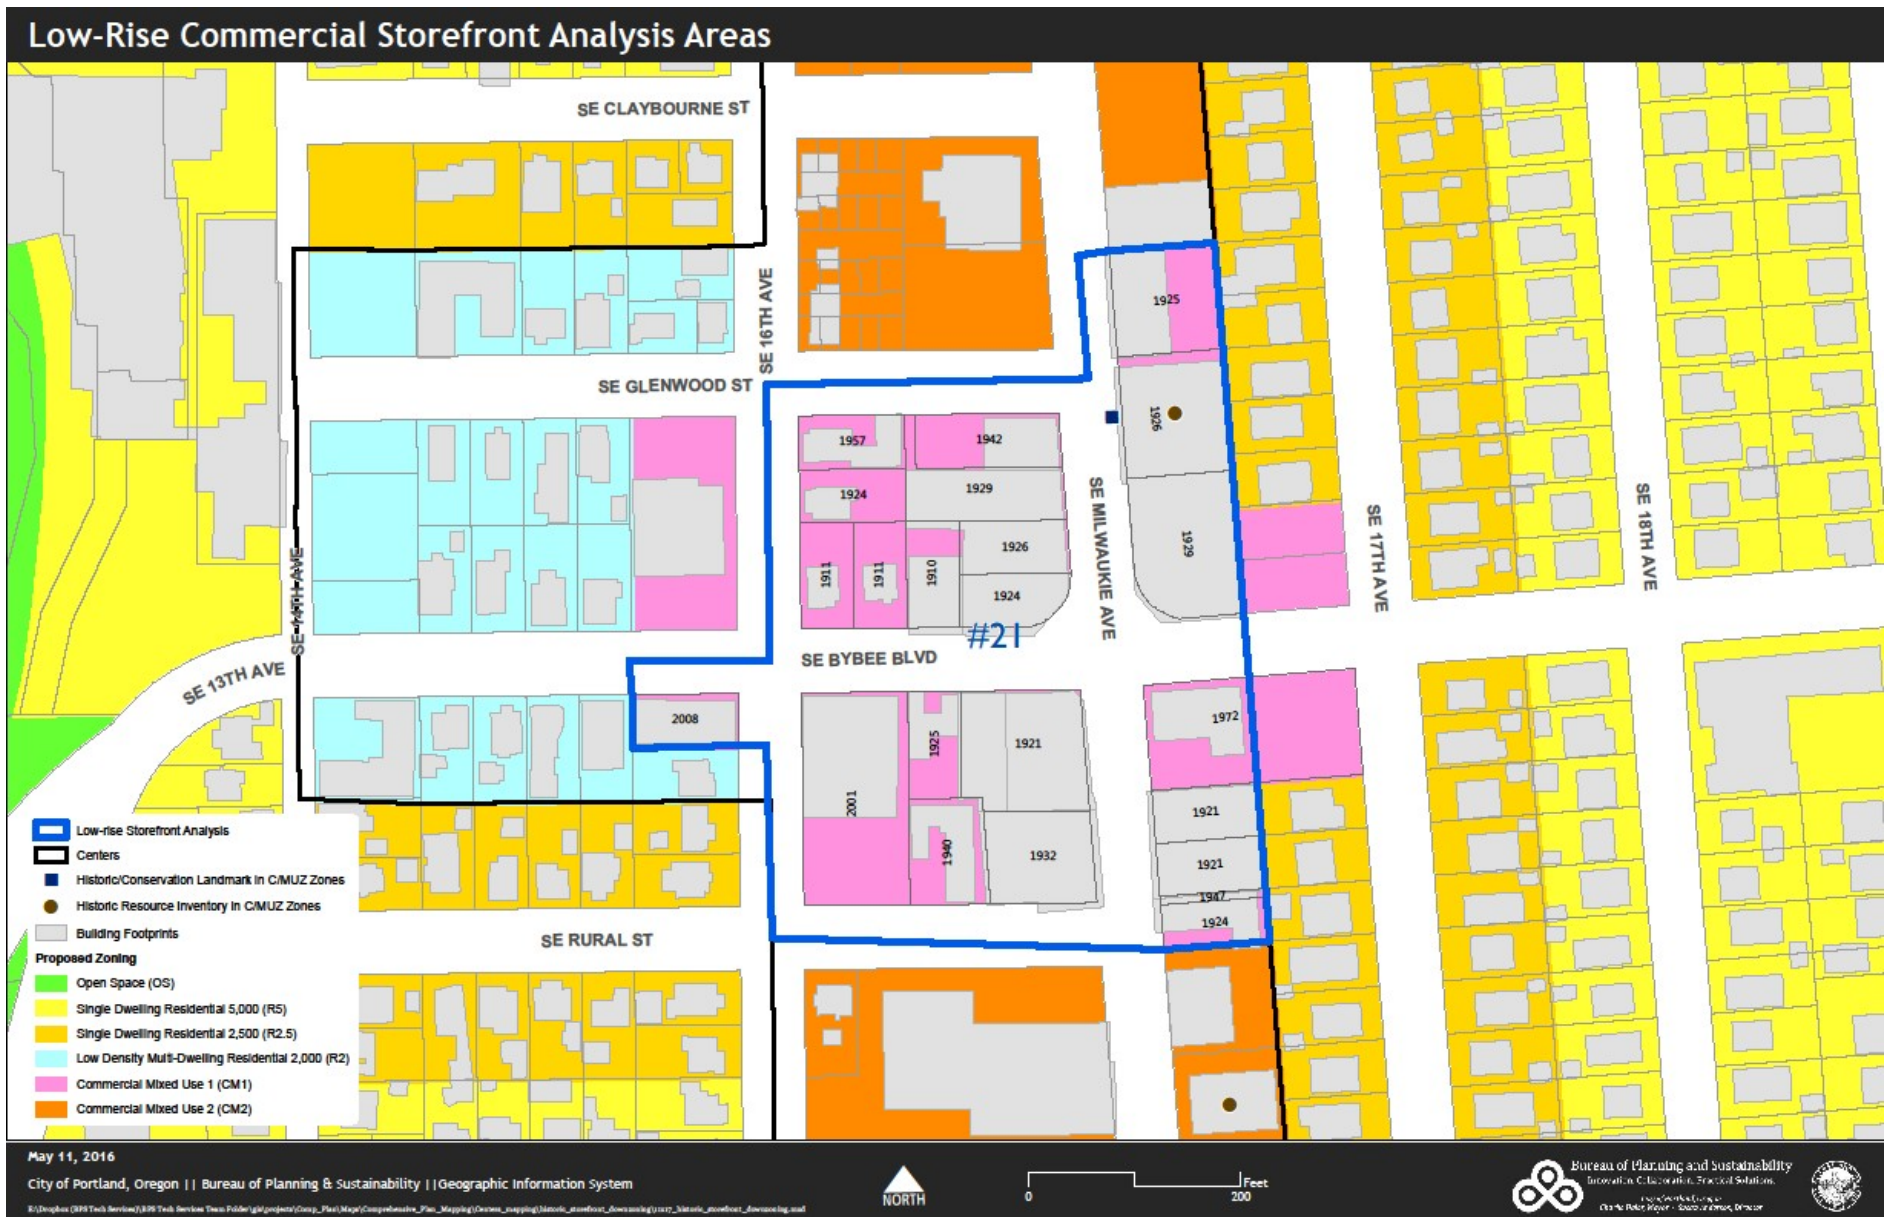 Low-Rise Commercial Storefront Analysis Areas
SE CLAYBOURNE ST
SE 16TH AVE
1925
SE GLENWOOD ST
1957
1942
1926
1924
1929
SE MILWAUKIE AVE
1929
SE 17TH AVE
SE 18TH AVE
1926
1911
1911
1910
1924
SE 14TH AVE
#21
SE BYBEE BLVD
SE 13TH AVE
2008
1925
1921
1972
2001
1921
1940
1932
1921
1947
1924
SE RURAL ST
Low-rise Storefront Analysis
Centers
Historic/Conservation Landmark in C/MUZ Zones
Historic Resource Inventory in C/MUZ Zones
Building Footprints
Proposed Zoning
Open Space (OS)
Single Dwelling Residential 5,000 (R5)
Single Dwelling Residential 2,500 (R2.5)
Low Density Multi-Dwelling Residential 2,000 (R2)
Commercial Mixed Use 1 (CM1)
Commercial Mixed Use 2 (CM2)
May 11, 2016
City of Portland, Oregon || Bureau of Planning & Sustainability ||Geographic Information System
NORTH
0
200
Feet
Bureau of Planning and Sustainability
Innovation. Collaboration. Practical Solutions.